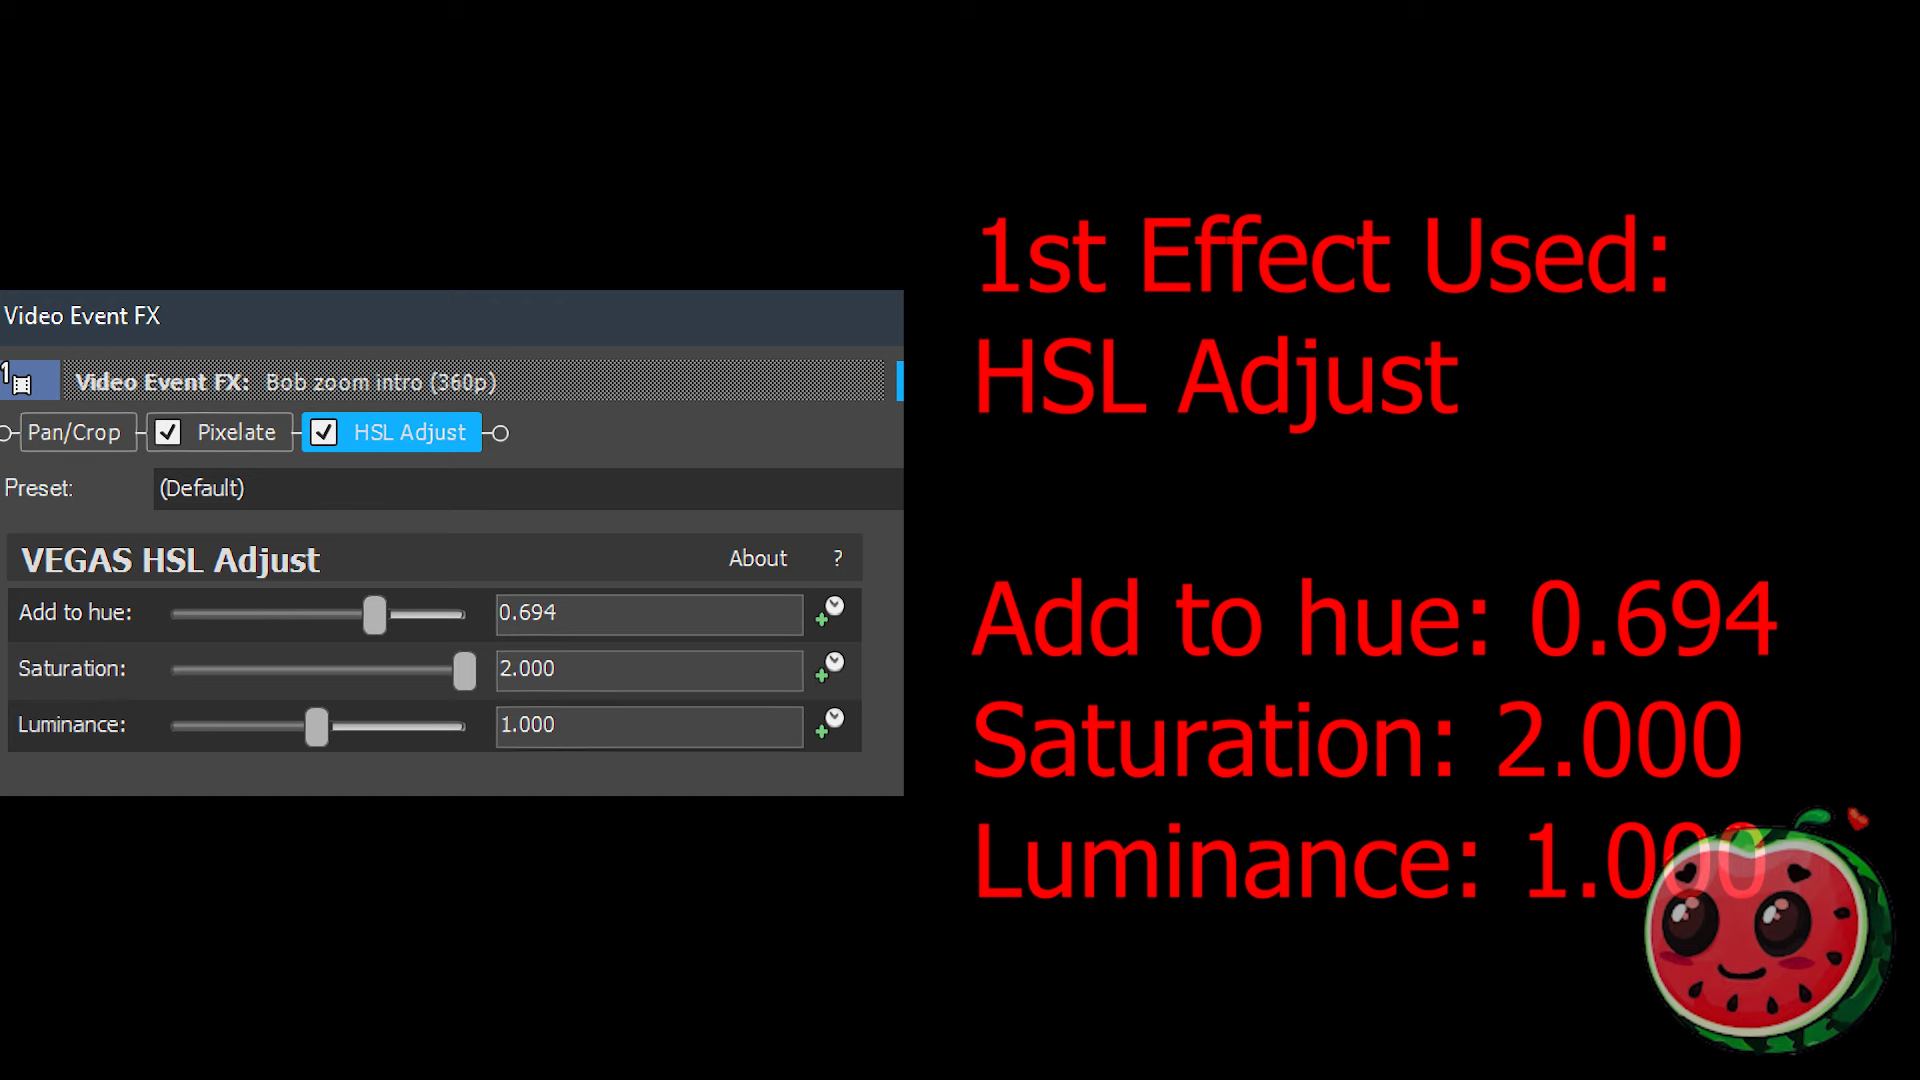 Video Event FX
1
Video Event FX: Bob zoom intro (360p)
Pan/Crop Pixelate HSL Adjust
Preset: (Default)
VEGAS HSL Adjust About ?
Add to hue: 0.694
Saturation: 2.000
Luminance: 1.000
1st Effect Used:
HSL Adjust
Add to hue: 0.694
Saturation: 2.000
Luminance: 1.000